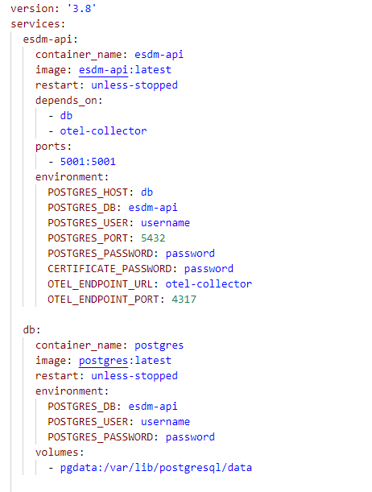 version: '3.8'
services:
  esdm-api:
    container_name: esdm-api
    image: esdm-api:latest
    restart: unless-stopped
    depends_on:
      - db
      - otel-collector
    ports:
      - 5001:5001
    environment:
      POSTGRES_HOST: db
      POSTGRES_DB: esdm-api
      POSTGRES_USER: username
      POSTGRES_PORT: 5432
      POSTGRES_PASSWORD: password
      CERTIFICATE_PASSWORD: password
      OTEL_ENDPOINT_URL: otel-collector
      OTEL_ENDPOINT_PORT: 4317

  db:
    container_name: postgres
    image: postgres:latest
    restart: unless-stopped
    environment:
      POSTGRES_DB: esdm-api
      POSTGRES_USER: username
      POSTGRES_PASSWORD: password
    volumes:
      - pgdata:/var/lib/postgresql/data